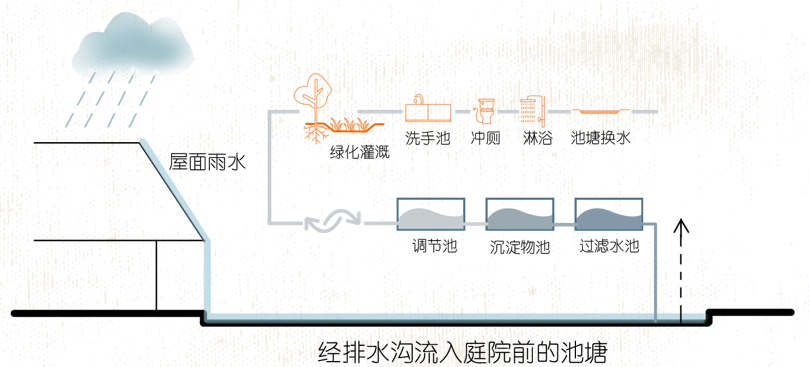 绿化灌溉
洗手池
冲厕
淋浴
池塘换水
屋面雨水
调节池
沉淀物池
过滤水池
经排水沟流入庭院前的池塘